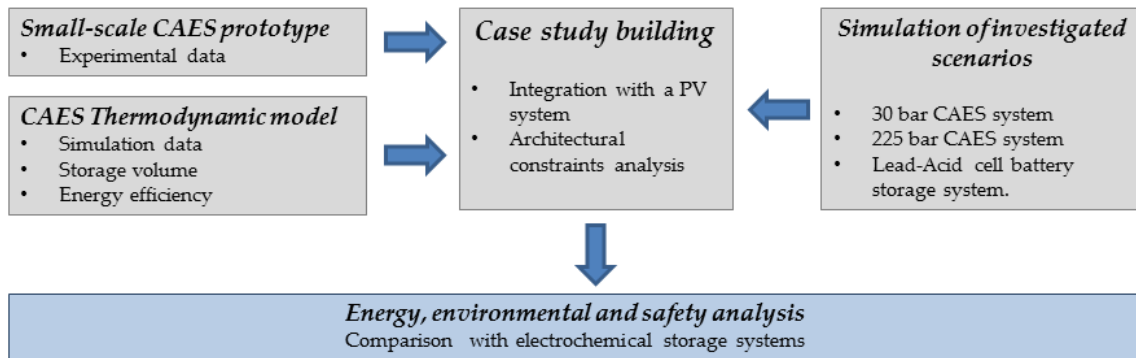 Small-scale CAES prototype
• Experimental data
CAES Thermodynamic model
• Simulation data
• Storage volume
• Energy efficiency
Case study building
• Integration with a PV
system
• Architectural
constraints analysis
Simulation of investigated
scenarios
• 30 bar CAES system
• 225 bar CAES system
• Lead-Acid cell battery
storage system.
Energy, environmental and safety analysis
Comparison with electrochemical storage systems